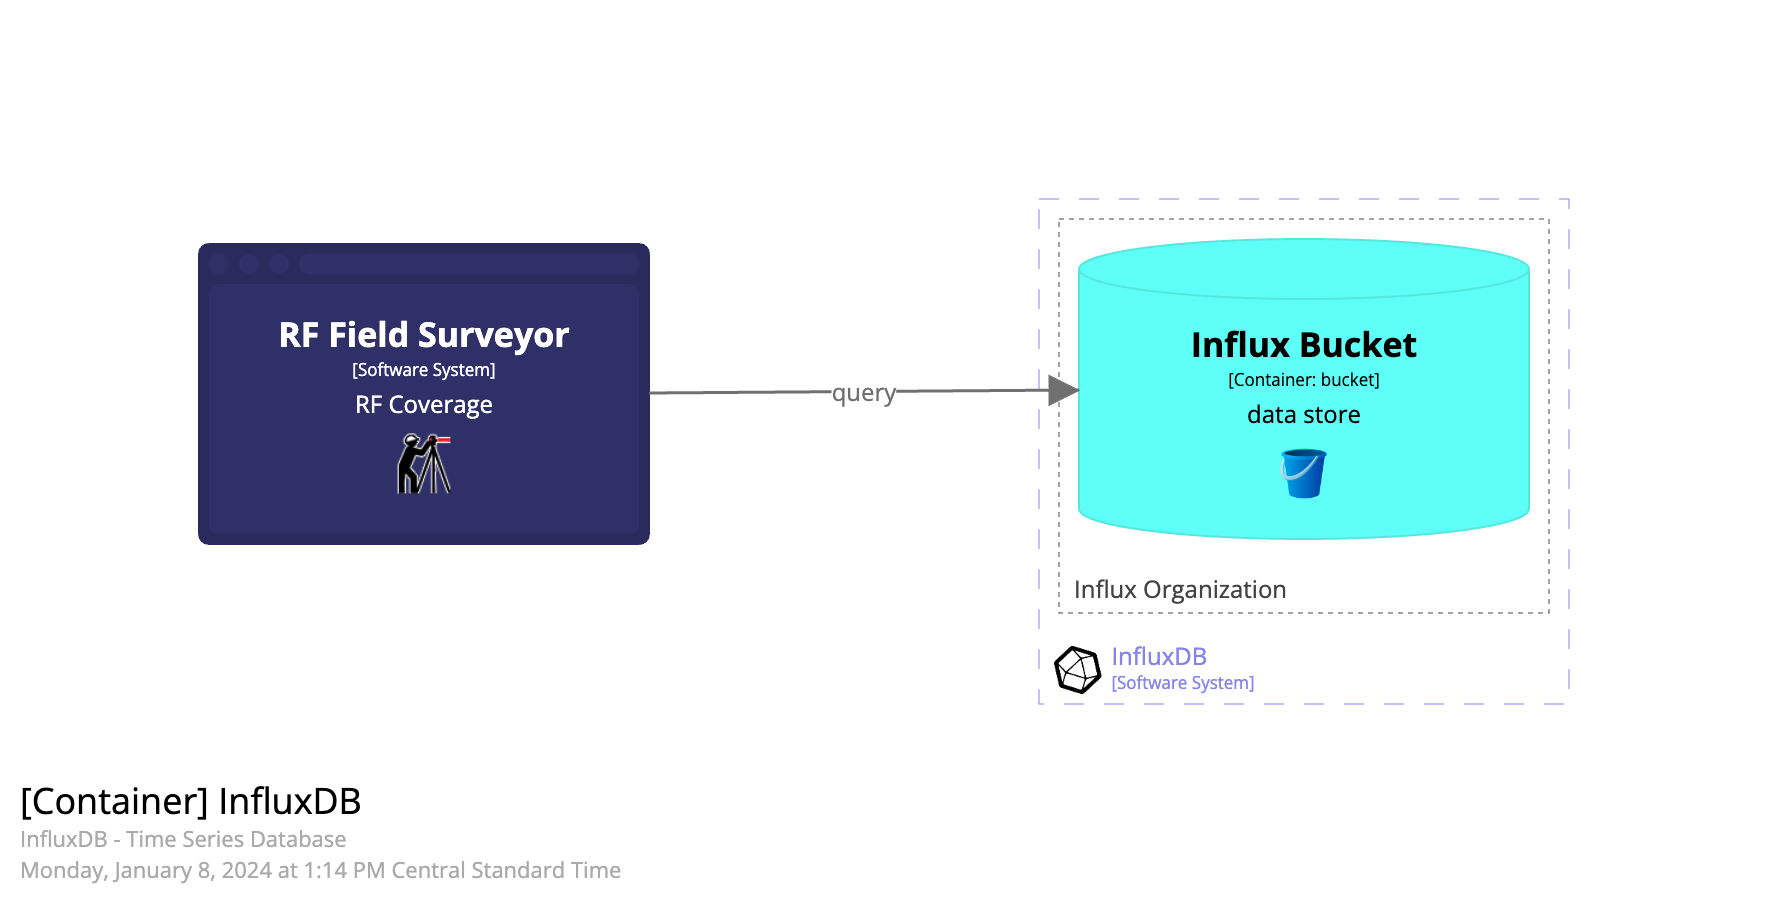 RF Field Surveyor
[Software System]
RF Coverage
query
Influx Bucket
[Container: bucket]
data store
Influx Organization
InfluxDB
[Software System]
[Container] InfluxDB
InfluxDB - Time Series Database
Monday, January 8, 2024 at 1:14 PM Central Standard Time